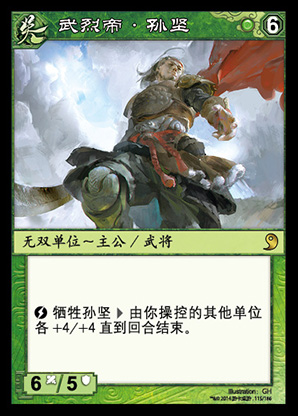 武烈帝·孙坚 6
无双单位～主公／武将
牺牲孙坚▶由你操控的其他单位
各+4/+4直到回合结束。
6/5
Illustration: GH